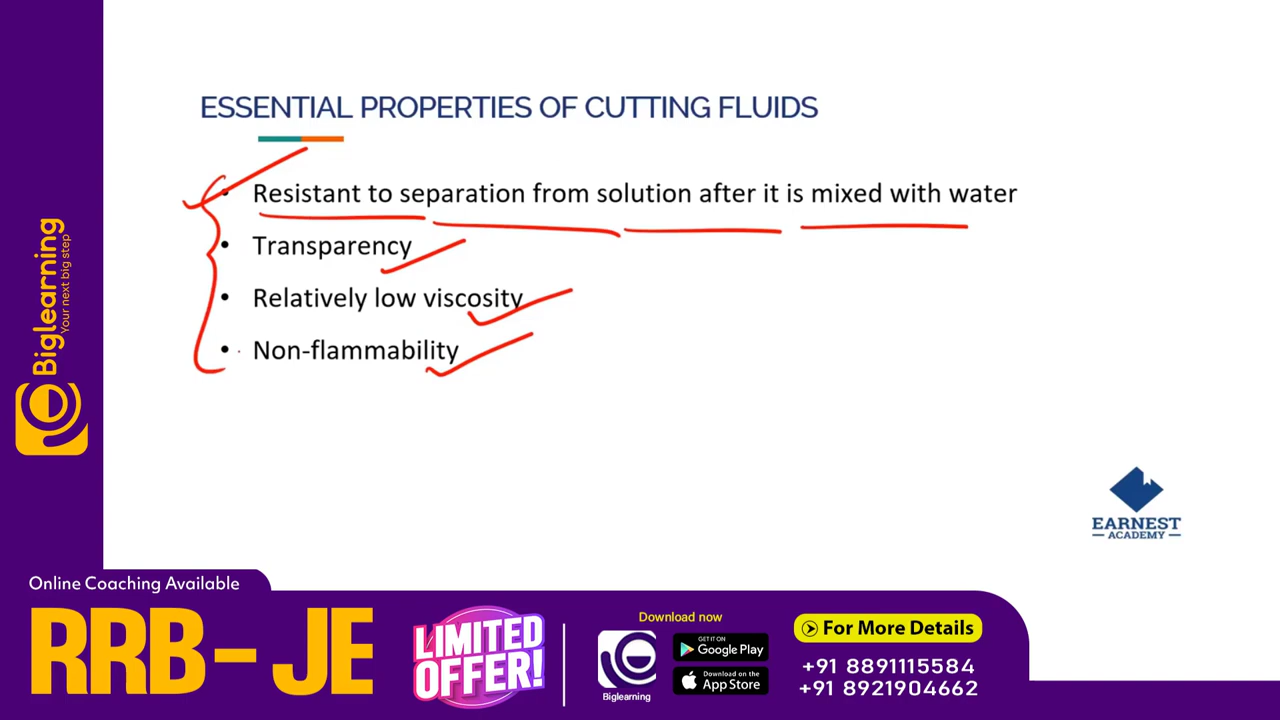 ESSENTIAL PROPERTIES OF CUTTING FLUIDS
• Resistant to separation from solution after it is mixed with water
• Transparency
• Relatively low viscosity
• Non-flammability
Biglearning
Your next big step
EARNEST
ACADEMY
Online Coaching Available
RRB - JE
LIMITED
OFFER!
Download now
Biglearning
GET IT ON
Google Play
Download on the
App Store
For More Details
+91 8891115584
+91 8921904662